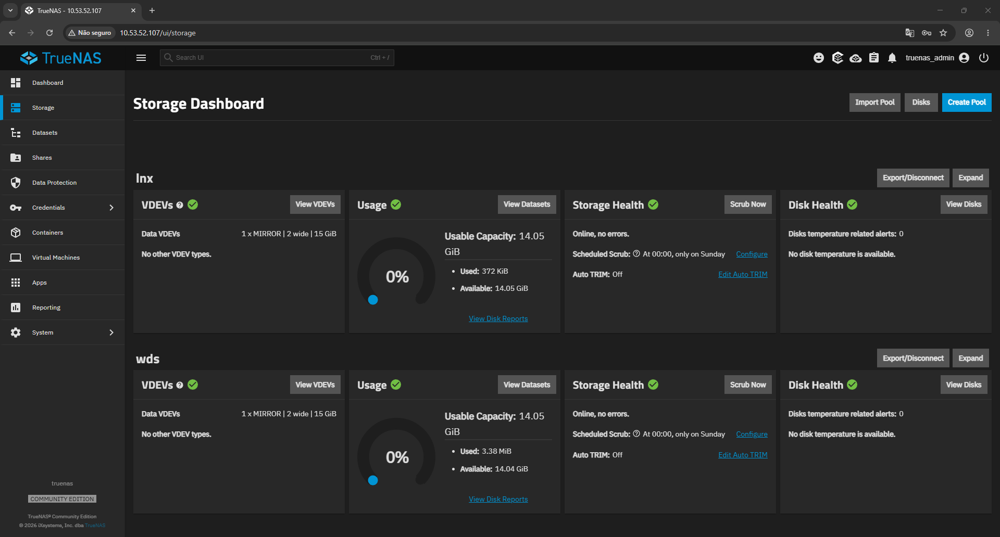 TrueNAS - 10.53.52.107
Não seguro
10.53.52.107/ui/storage
TrueNAS
Search UI
Ctrl + /
truenas_admin
Dashboard
Storage
Datasets
Shares
Data Protection
Credentials
Containers
Virtual Machines
Apps
Reporting
System
truenas
COMMUNITY EDITION
TrueNAS® Community Edition
© 2026 iXsystems, Inc. dba TrueNAS
Storage Dashboard
Import Pool
Disks
Create Pool
lnx
Export/Disconnect
Expand
VDEVs
View VDEVs
Data VDEVs
1 x MIRROR | 2 wide | 15 GiB
No other VDEV types.
Usage
View Datasets
0%
Usable Capacity: 14.05
GiB
Used: 372 KiB
Available: 14.05 GiB
View Disk Reports
Storage Health
Scrub Now
Online, no errors.
Scheduled Scrub: At 00:00, only on Sunday
Configure
Auto TRIM: Off
Edit Auto TRIM
Disk Health
View Disks
Disks temperature related alerts: 0
No disk temperature is available.
wds
Export/Disconnect
Expand
VDEVs
View VDEVs
Data VDEVs
1 x MIRROR | 2 wide | 15 GiB
No other VDEV types.
Usage
View Datasets
0%
Usable Capacity: 14.05
GiB
Used: 3.38 MiB
Available: 14.04 GiB
View Disk Reports
Storage Health
Scrub Now
Online, no errors.
Scheduled Scrub: At 00:00, only on Sunday
Configure
Auto TRIM: Off
Edit Auto TRIM
Disk Health
View Disks
Disks temperature related alerts: 0
No disk temperature is available.